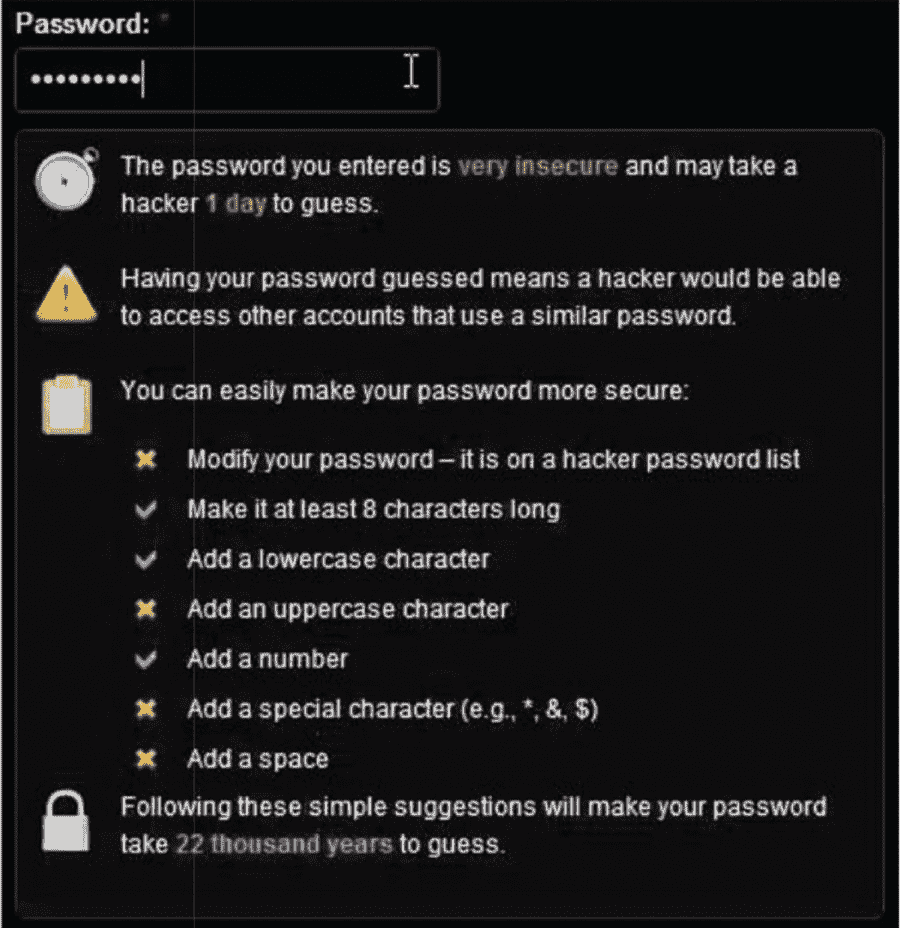 Password: *
•••••••••
The password you entered is very insecure and may take a
hacker 1 day to guess.
Having your password guessed means a hacker would be able
to access other accounts that use a similar password.
You can easily make your password more secure:
Modify your password – it is on a hacker password list
Make it at least 8 characters long
Add a lowercase character
Add an uppercase character
Add a number
Add a special character (e.g., *, &, $)
Add a space
Following these simple suggestions will make your password
take 22 thousand years to guess.